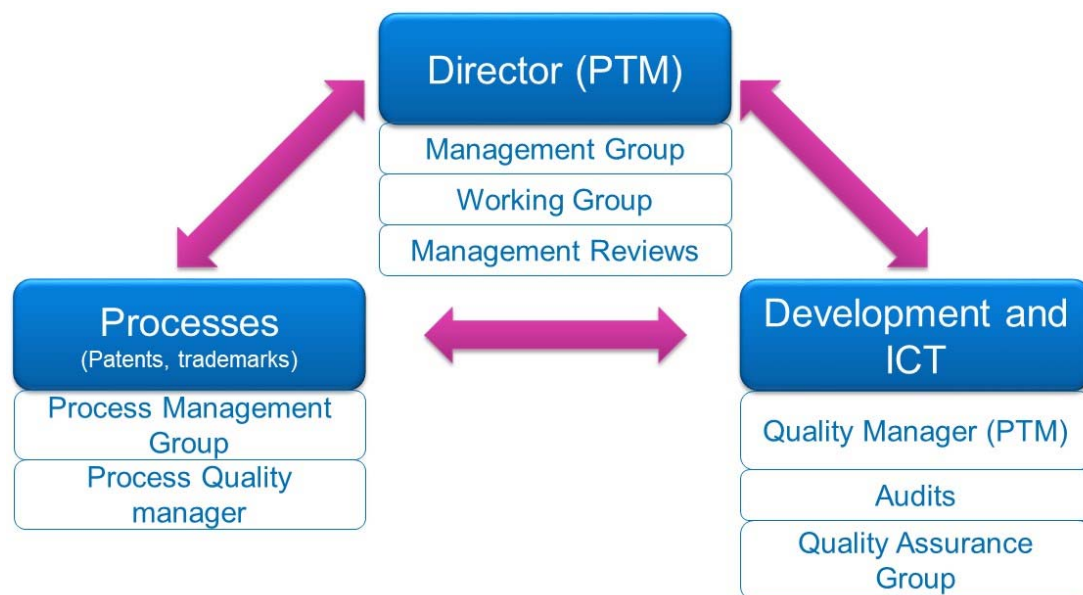 Director (PTM)
Management Group
Working Group
Management Reviews
Processes
(Patents, trademarks)
Process Management
Group
Process Quality
manager
Development and
ICT
Quality Manager (PTM)
Audits
Quality Assurance
Group